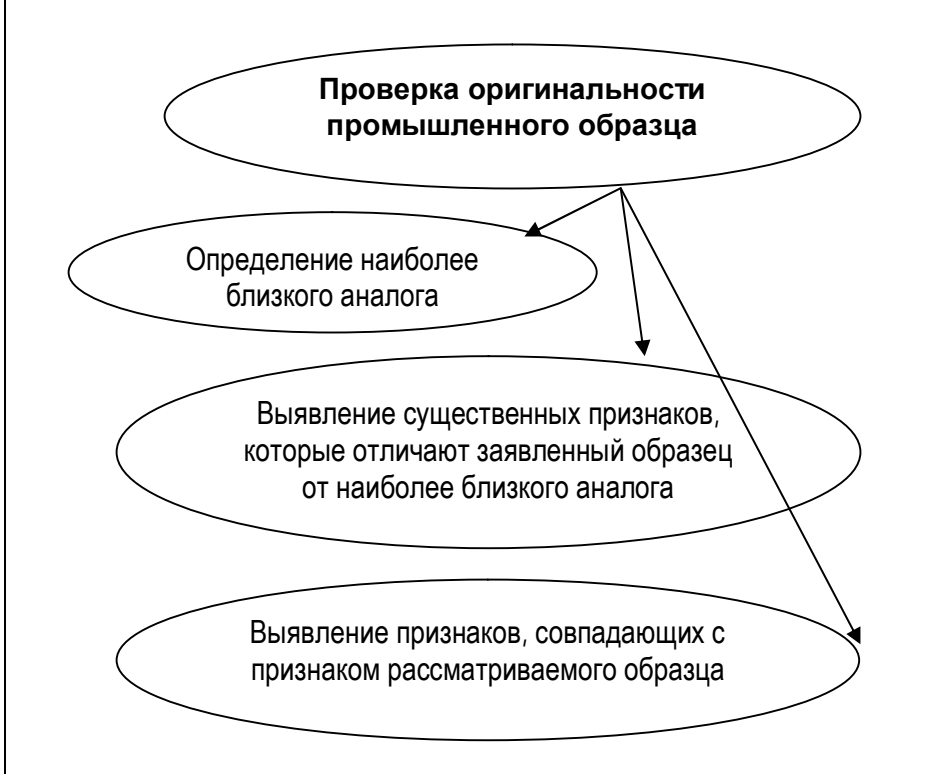 Проверка оригинальности
промышленного образца
Определение наиболее
близкого аналога
Выявление существенных признаков,
которые отличают заявленный образец
от наиболее близкого аналога
Выявление признаков, совпадающих с
признаком рассматриваемого образца